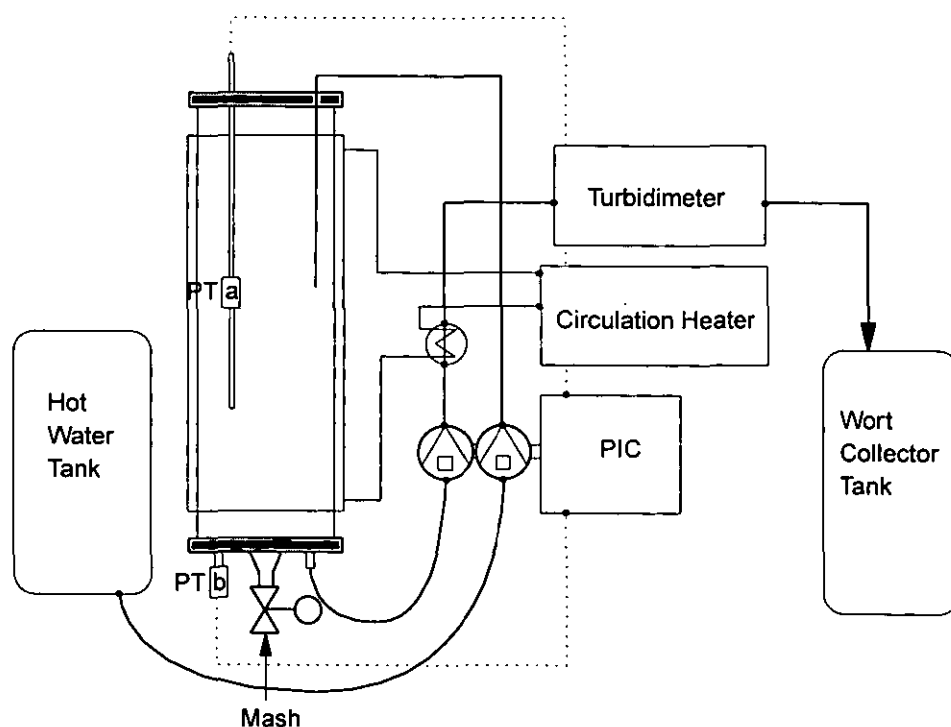 Turbidimeter
PT a
Circulation Heater
Hot
Water
Tank
Wort
Collector
Tank
PIC
PT b
Mash